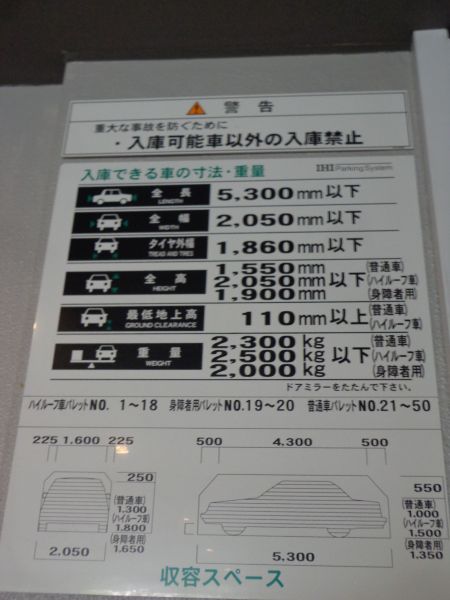 警告
重大な事故を防ぐために
・入庫可能車以外の入庫禁止
入庫できる車の寸法・重量 IHI Parking System
全長 LENGTH 5,300mm以下
全幅 WIDTH 2,050mm以下
タイヤ外幅 TREAD AND TIRES 1,860mm以下
全高 HEIGHT 1,550mm 2,050mm 1,900mm 以下 (普通車) (ハイルーフ車) (身障者用)
最低地上高 GROUND CLEARANCE 110mm以上 (普通車) (ハイルーフ車)
重量 WEIGHT 2,300kg 2,500kg 2,000kg 以下 (普通車) (ハイルーフ車) (身障者用)
ドアミラーをたたんで下さい。
ハイルーフ車パレットNO. 1~18 身障者用パレットNO.19~20 普通車パレットNO.21~50
225 1.600 225 500 4.300 500
250
(普通車)
1.300
(ハイルーフ車)
1.800
(身障者用)
1.650
2.050
550
(普通車)
1.000
(ハイルーフ車)
1.500
(身障者用)
1.350
5.300
収容スペース